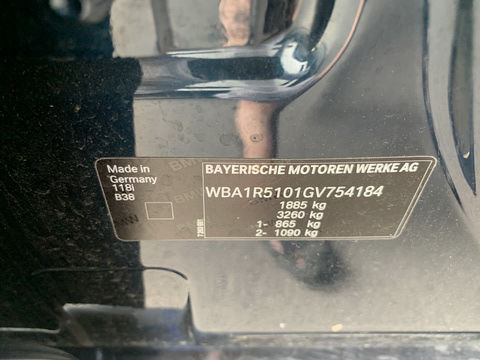 Made in
Germany
118i
B38
BAYERISCHE MOTOREN WERKE AG
WBA1R5101GV754184
1885 kg
3260 kg
1- 865 kg
2- 1090 kg